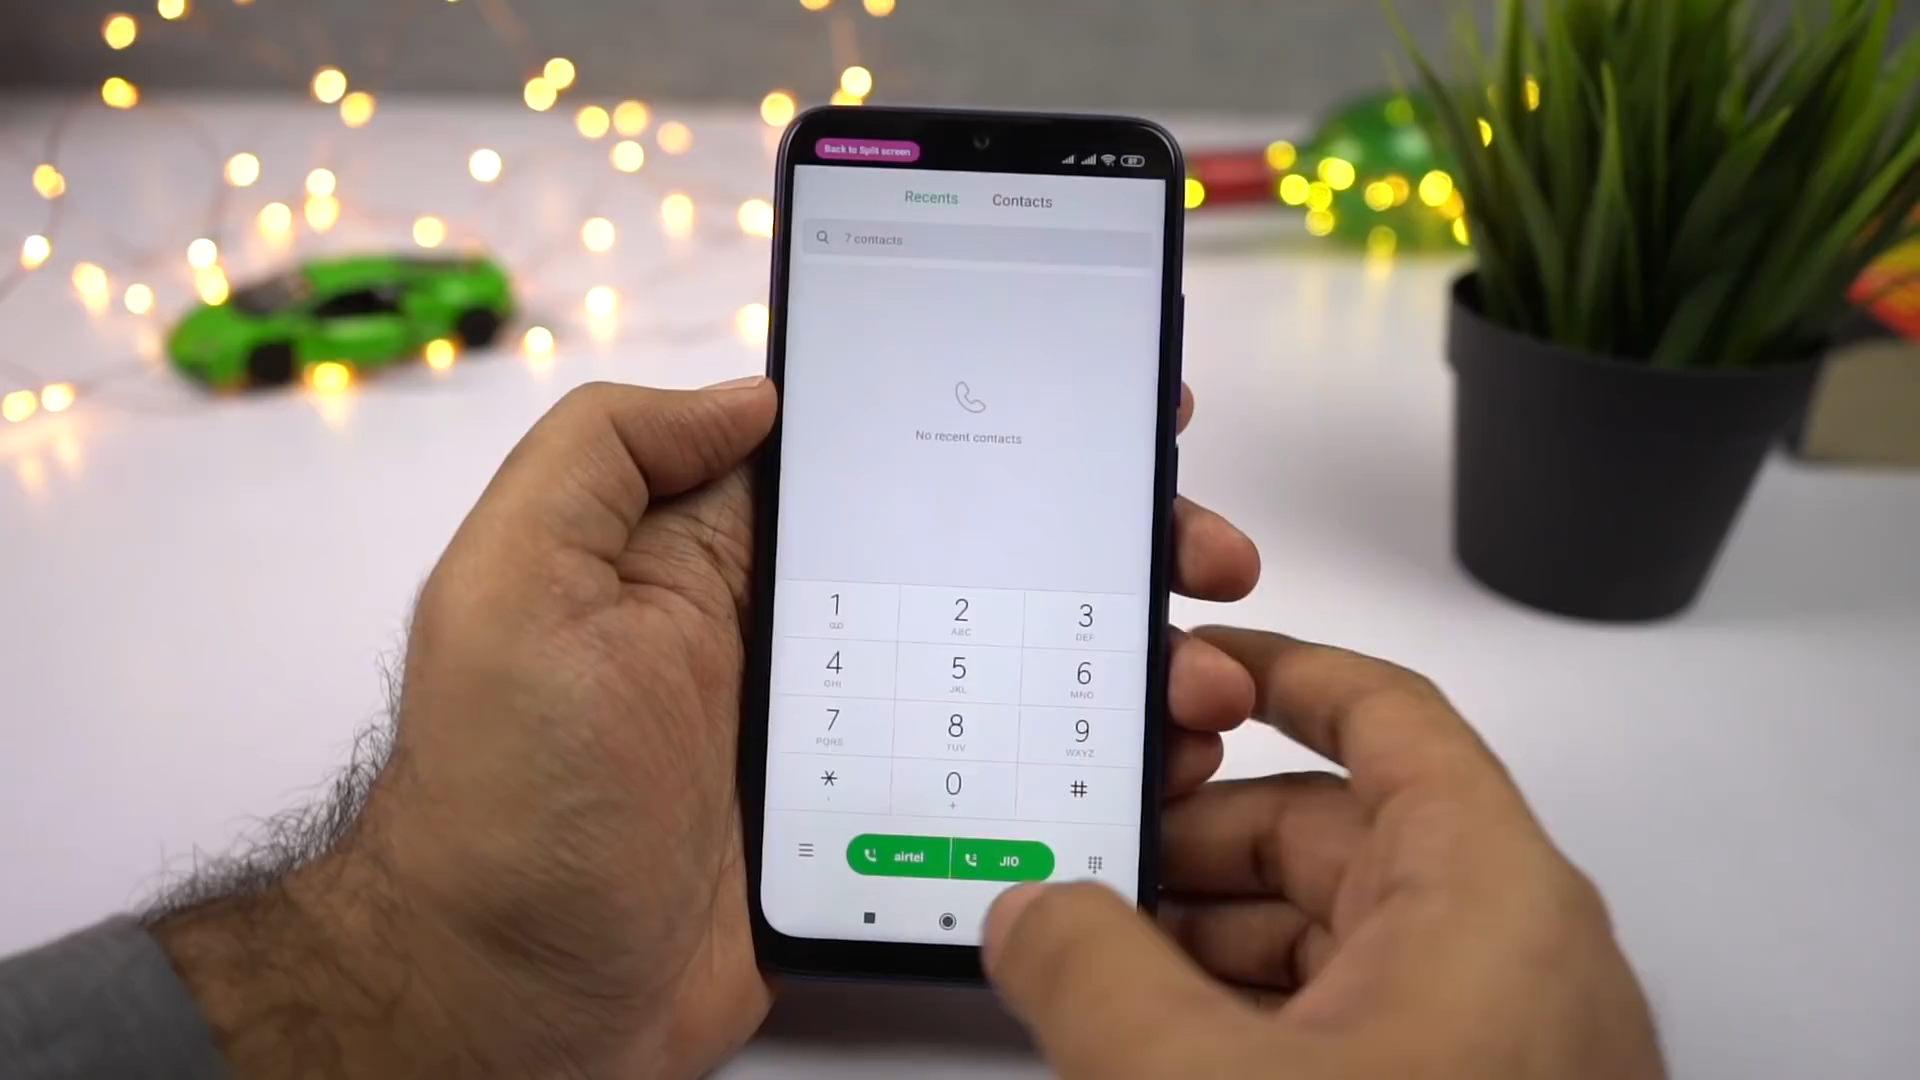 Back to Split screen
89
Recents Contacts
7 contacts
No recent contacts
1 2 3
ABC DEF
4 5 6
GHI JKL MNO
7 8 9
PQRS TUV WXYZ
* 0 #
, +
airtel JIO